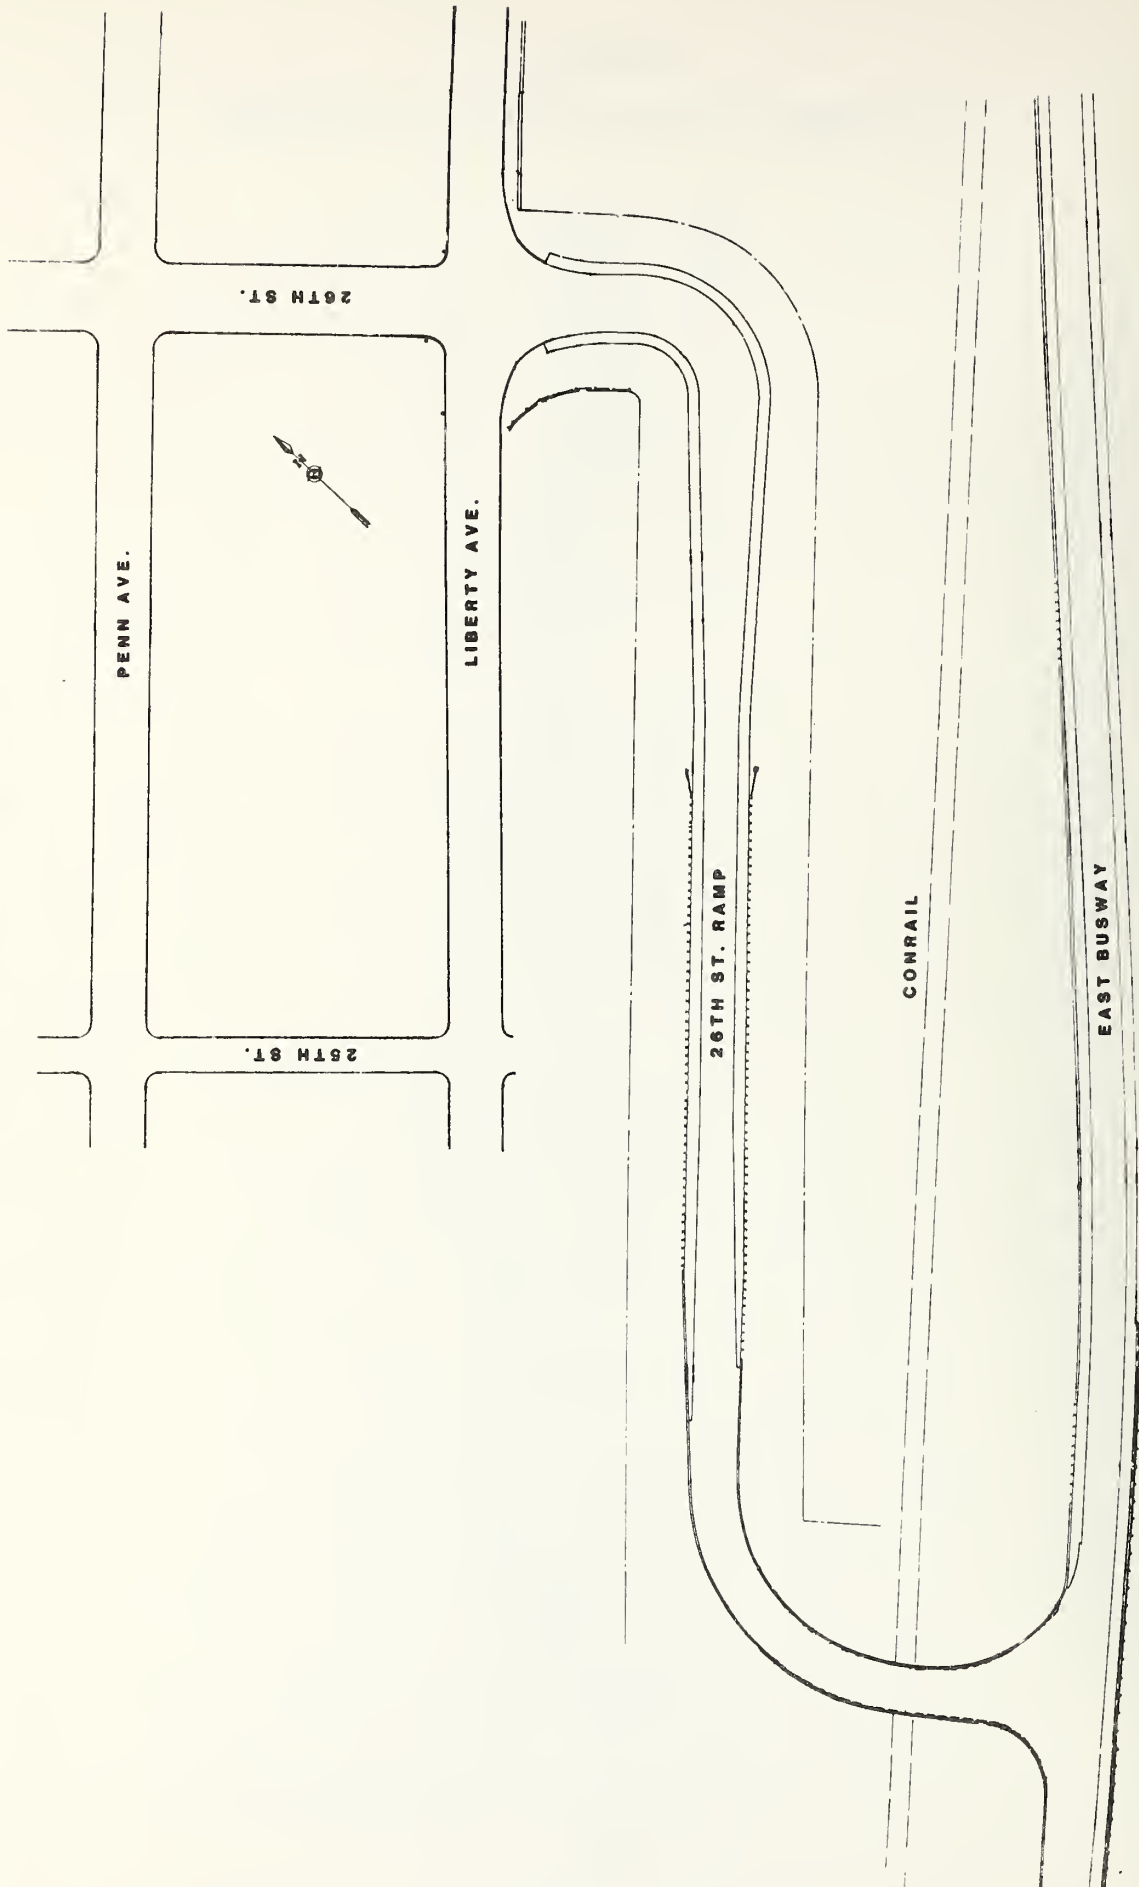 26TH ST.
PENN AVE.
LIBERTY AVE.
N
26TH ST. RAMP
CONRAIL
EAST BUSWAY
25TH ST.